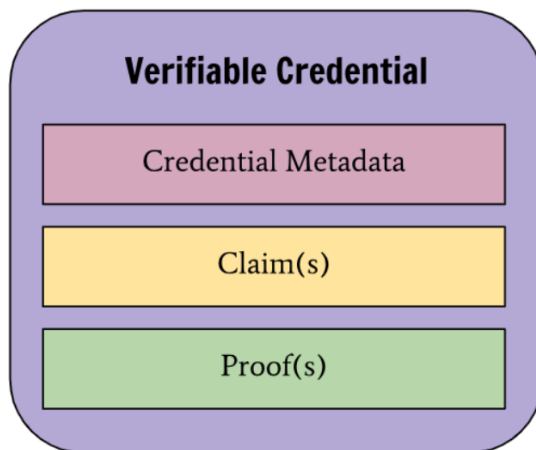 Verifiable Credential
Credential Metadata
Claim(s)
Proof(s)